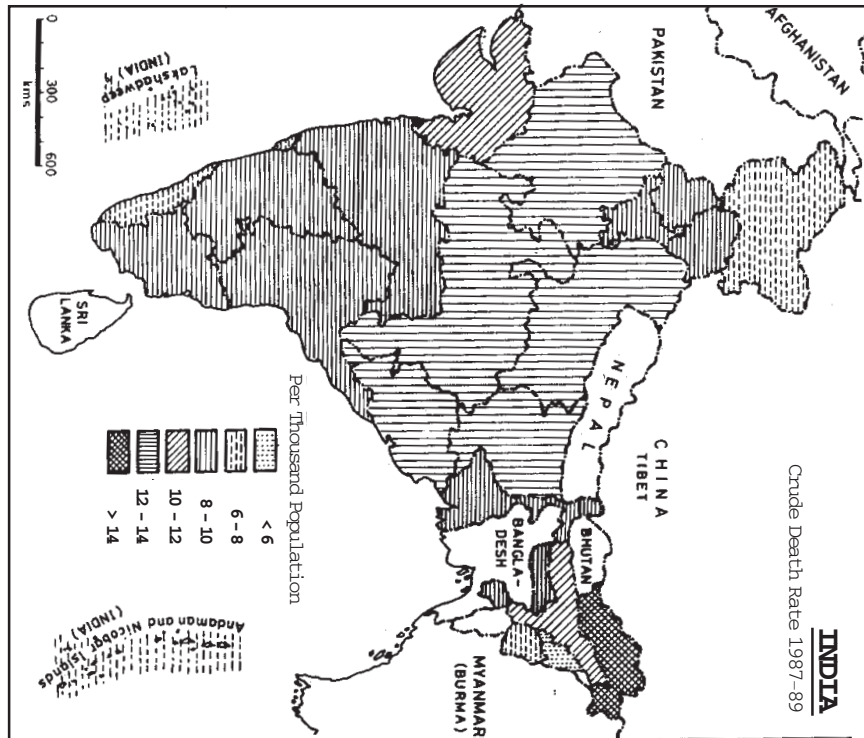 INDIA
Crude Death Rate 1987-89
AFGHANISTAN
PAKISTAN
CHINA
TIBET
NEPAL
BHUTAN
BANGLA-
DESH
MYANMAR
(BURMA)
SRI
LANKA
Lakshadweep
(INDIA)
Andaman and Nicobar Islands
(INDIA)
Per Thousand Population
< 6
6 - 8
8 - 10
10 - 12
12 - 14
> 14
0 300 600
kms